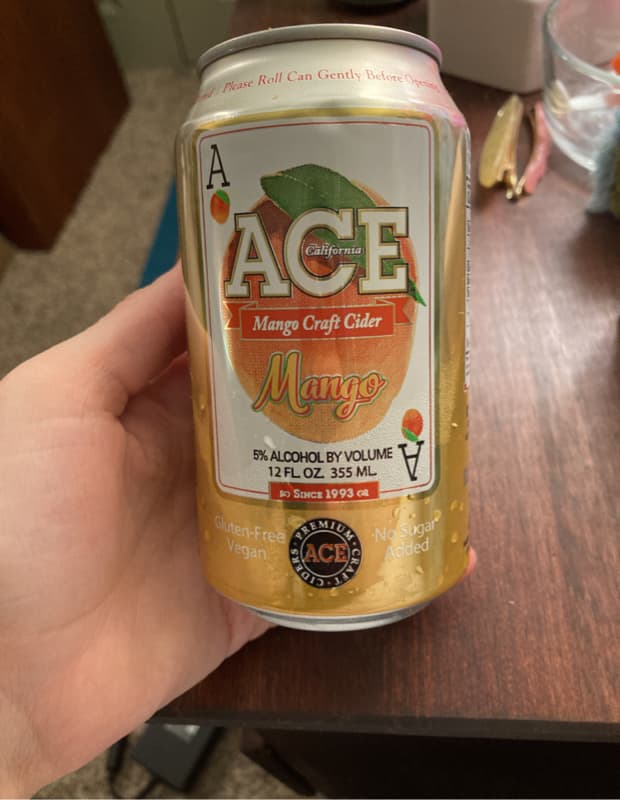 Please Roll Can Gently Before Opening
A
ACE
California
Mango Craft Cider
Mango
5% ALCOHOL BY VOLUME
12 FL. OZ. 355 ML.
A
SINCE 1993
Gluten-Free
Vegan
PREMIUM
ACE
CRAFT
CIDERS
No Sugar
Added